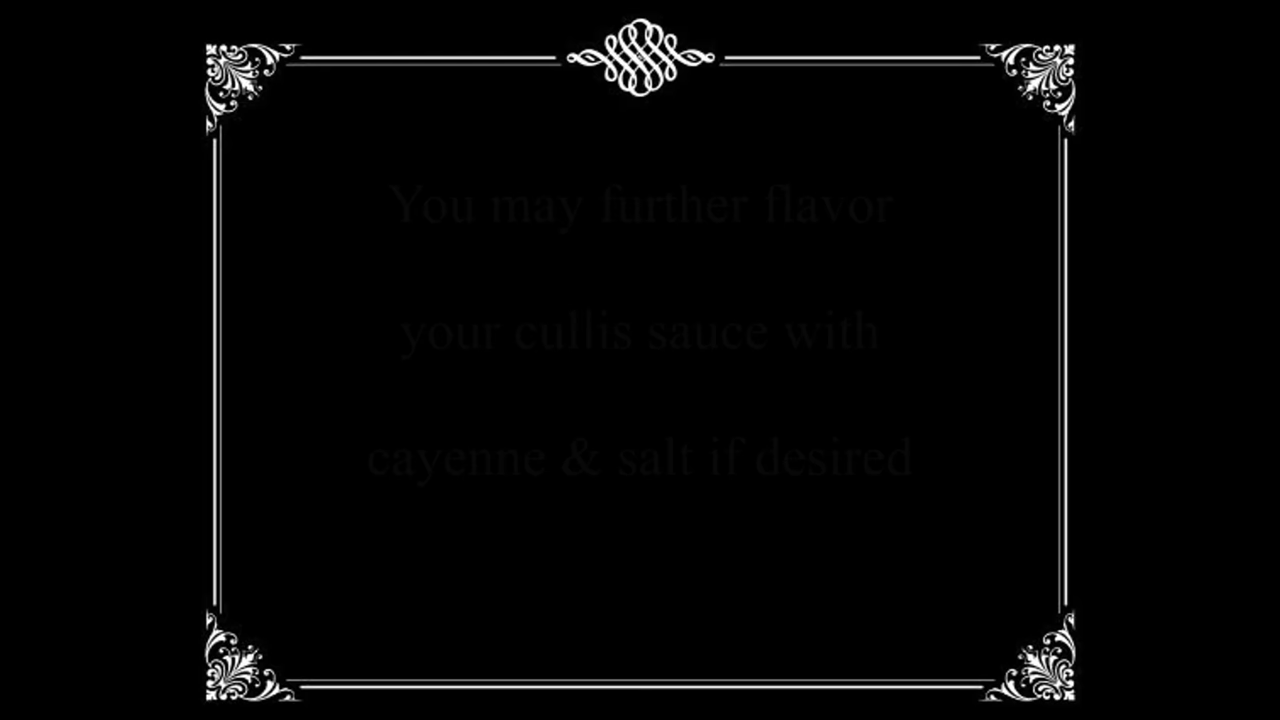 You may further flavor
your cullis sauce with
cayenne & salt if desired